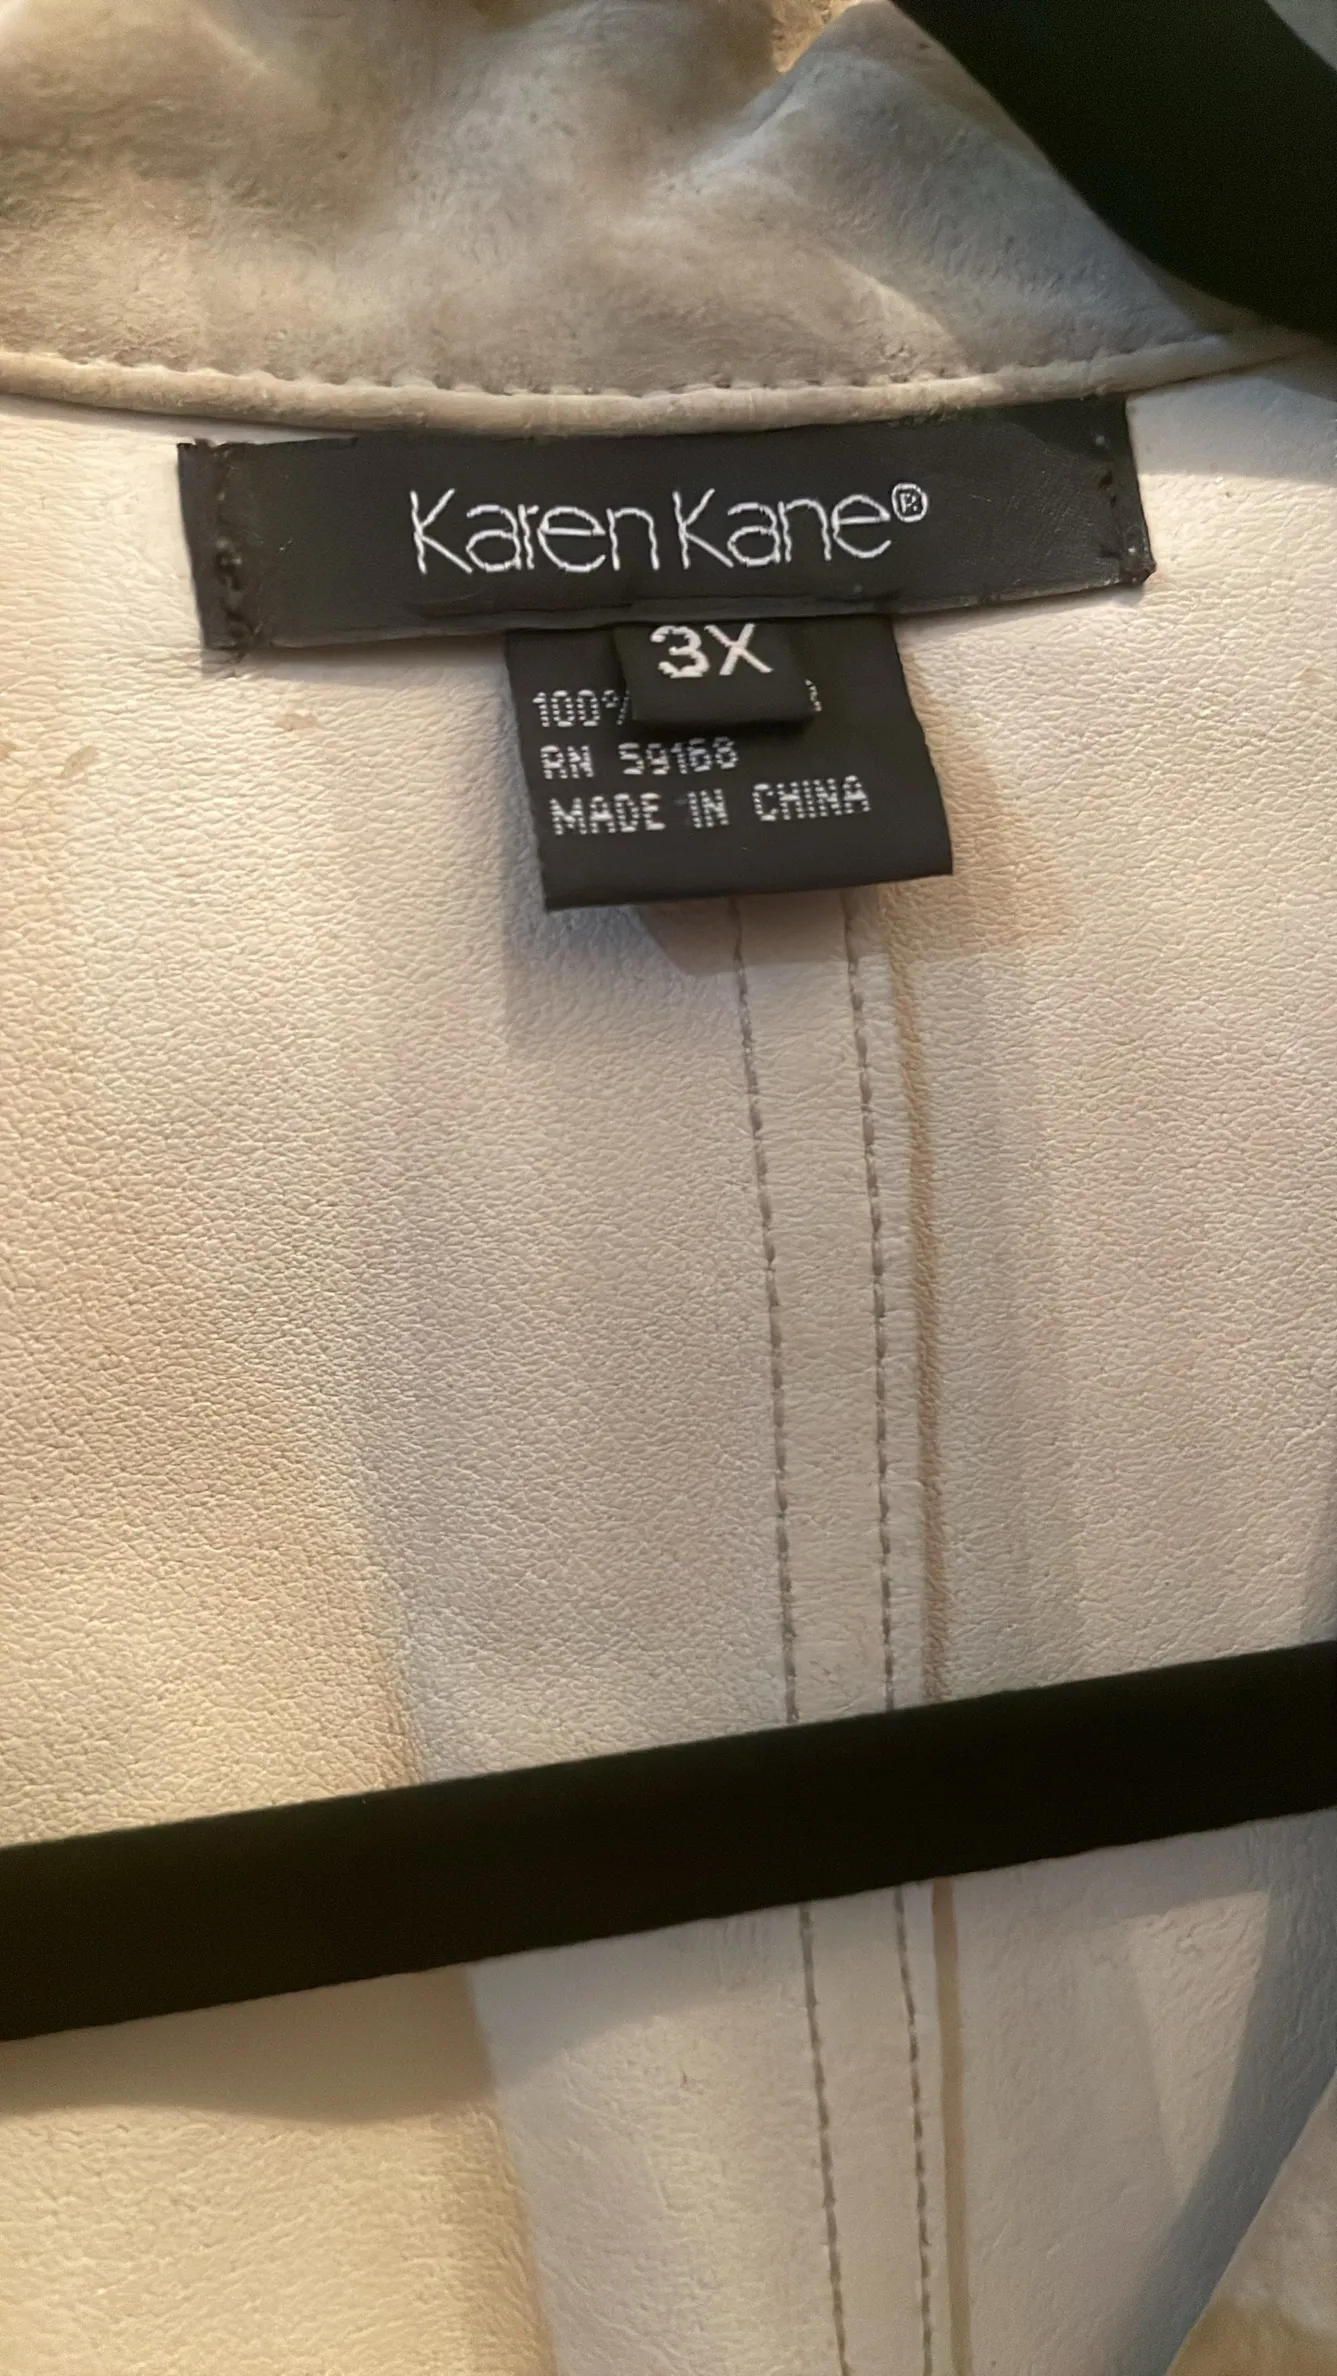 Karen Kane®
3X
100%
RN 59168
MADE IN CHINA